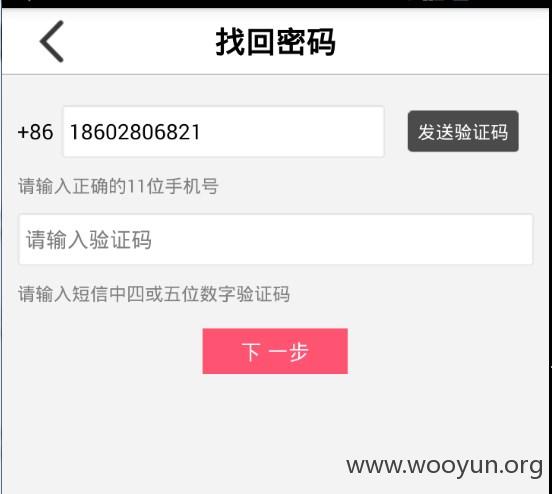 找回密码
+86 18602806821 发送验证码
请输入正确的11位手机号
请输入验证码
请输入短信中四或五位数字验证码
下一步
www.wooyun.org